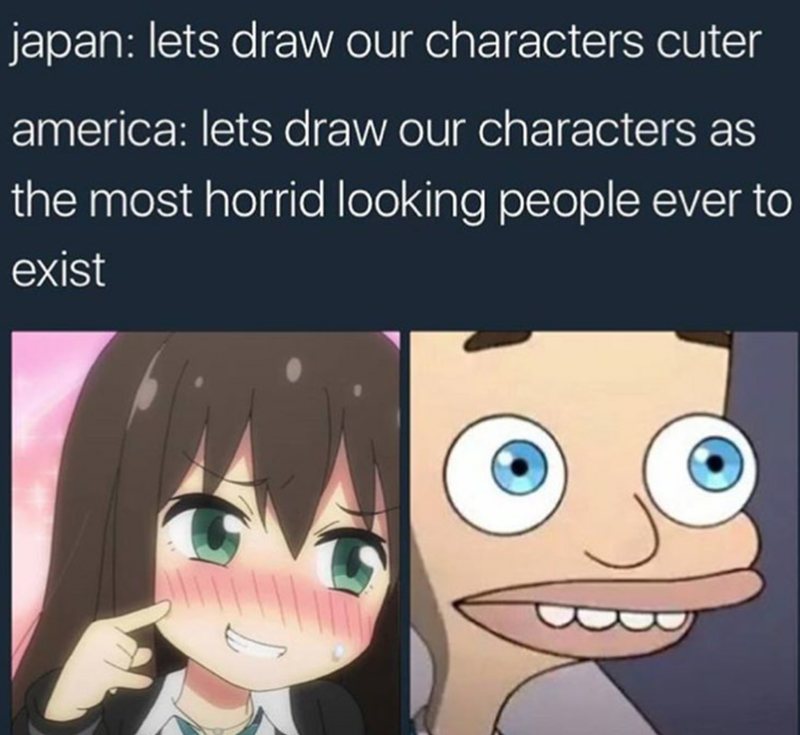 japan: lets draw our characters cuter
america: lets draw our characters as
the most horrid looking people ever to
exist